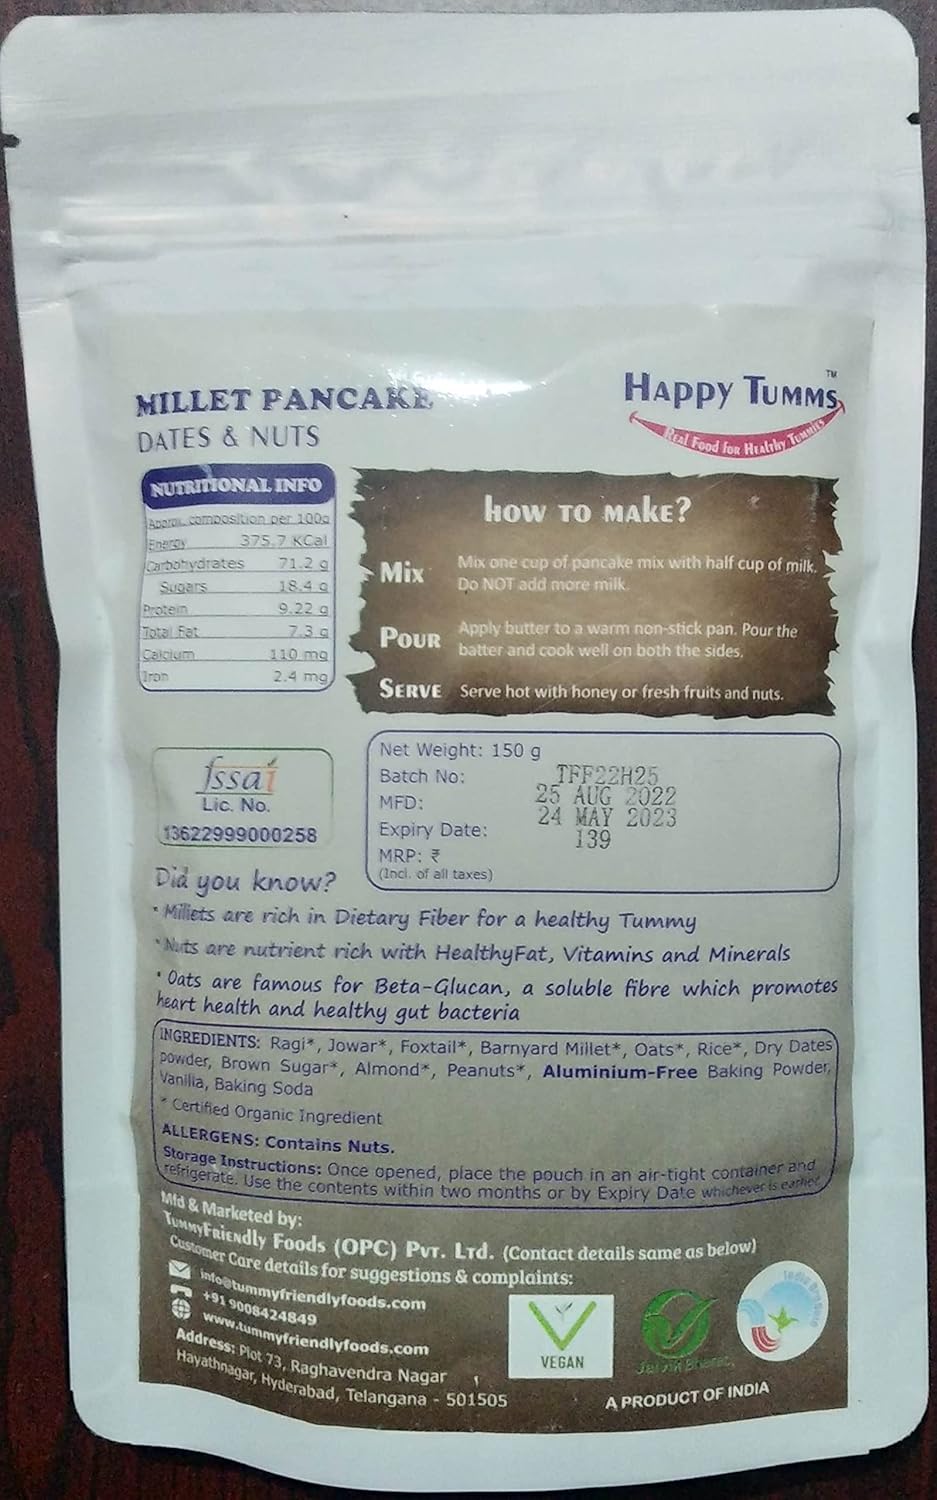 MILLET PANCAKE
DATES & NUTS
HAPPY TUMMS™
Real Food for Healthy Tummies
NUTRITIONAL INFO
Approx. composition per 100g
Energy 375.7 KCal
Carbohydrates 71.2 g
Sugars 18.4 g
Protein 9.22 g
Total Fat 7.3 g
Calcium 110 mg
Iron 2.4 mg
HOW TO MAKE?
MIX Mix one cup of pancake mix with half cup of milk.
Do NOT add more milk.
POUR Apply butter to a warm non-stick pan. Pour the
batter and cook well on both the sides,
SERVE Serve hot with honey or fresh fruits and nuts.
fssai
Lic. No.
13622999000258
Net Weight: 150 g
Batch No: TFF22H25
MFD: 25 AUG 2022
Expiry Date: 24 MAY 2023
MRP: ₹ 139
(Incl. of all taxes)
Did you know?
* Millets are rich in Dietary Fiber for a healthy Tummy
* Nuts are nutrient rich with HealthyFat, Vitamins and Minerals
* Oats are famous for Beta-Glucan, a soluble fibre which promotes
heart health and healthy gut bacteria
INGREDIENTS: Ragi*, Jowar*, Foxtail*, Barnyard Millet*, Oats*, Rice*, Dry Dates
powder, Brown Sugar*, Almond*, Peanuts*, Aluminium-Free Baking Powder,
Vanilla, Baking Soda
* Certified Organic Ingredient
ALLERGENS: Contains Nuts.
Storage Instructions: Once opened, place the pouch in an air-tight container and
refrigerate. Use the contents within two months or by Expiry Date whichever is earlier
Mfd & Marketed by:
TUMMYFRIENDLY FOODS (OPC) PVT. LTD. (Contact details same as below)
Customer Care details for suggestions & complaints:
info@tummyfriendlyfoods.com
+91 9008424849
www.tummyfriendlyfoods.com
Address: Plot 73, Raghavendra Nagar
Hayathnagar, Hyderabad, Telangana - 501505
VEGAN
Jaivik Bharat
India Organic
A PRODUCT OF INDIA